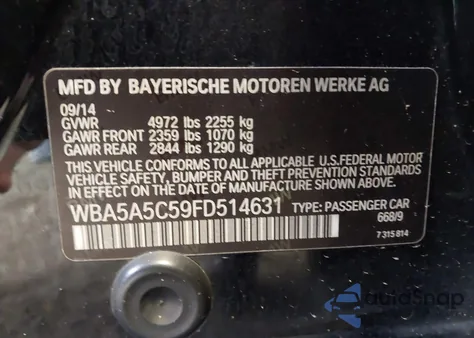 MFD BY BAYERISCHE MOTOREN WERKE AG
09/14
GVWR 4972 lbs 2255 kg
GAWR FRONT 2359 lbs 1070 kg
GAWR REAR 2844 lbs 1290 kg
THIS VEHICLE CONFORMS TO ALL APPLICABLE U.S.FEDERAL MOTOR
VEHICLE SAFETY, BUMPER AND THEFT PREVENTION STANDARDS
IN EFFECT ON THE DATE OF MANUFACTURE SHOWN ABOVE.
WBA5A5C59FD514631 TYPE: PASSENGER CAR
668/9
7 315 814
autosnap